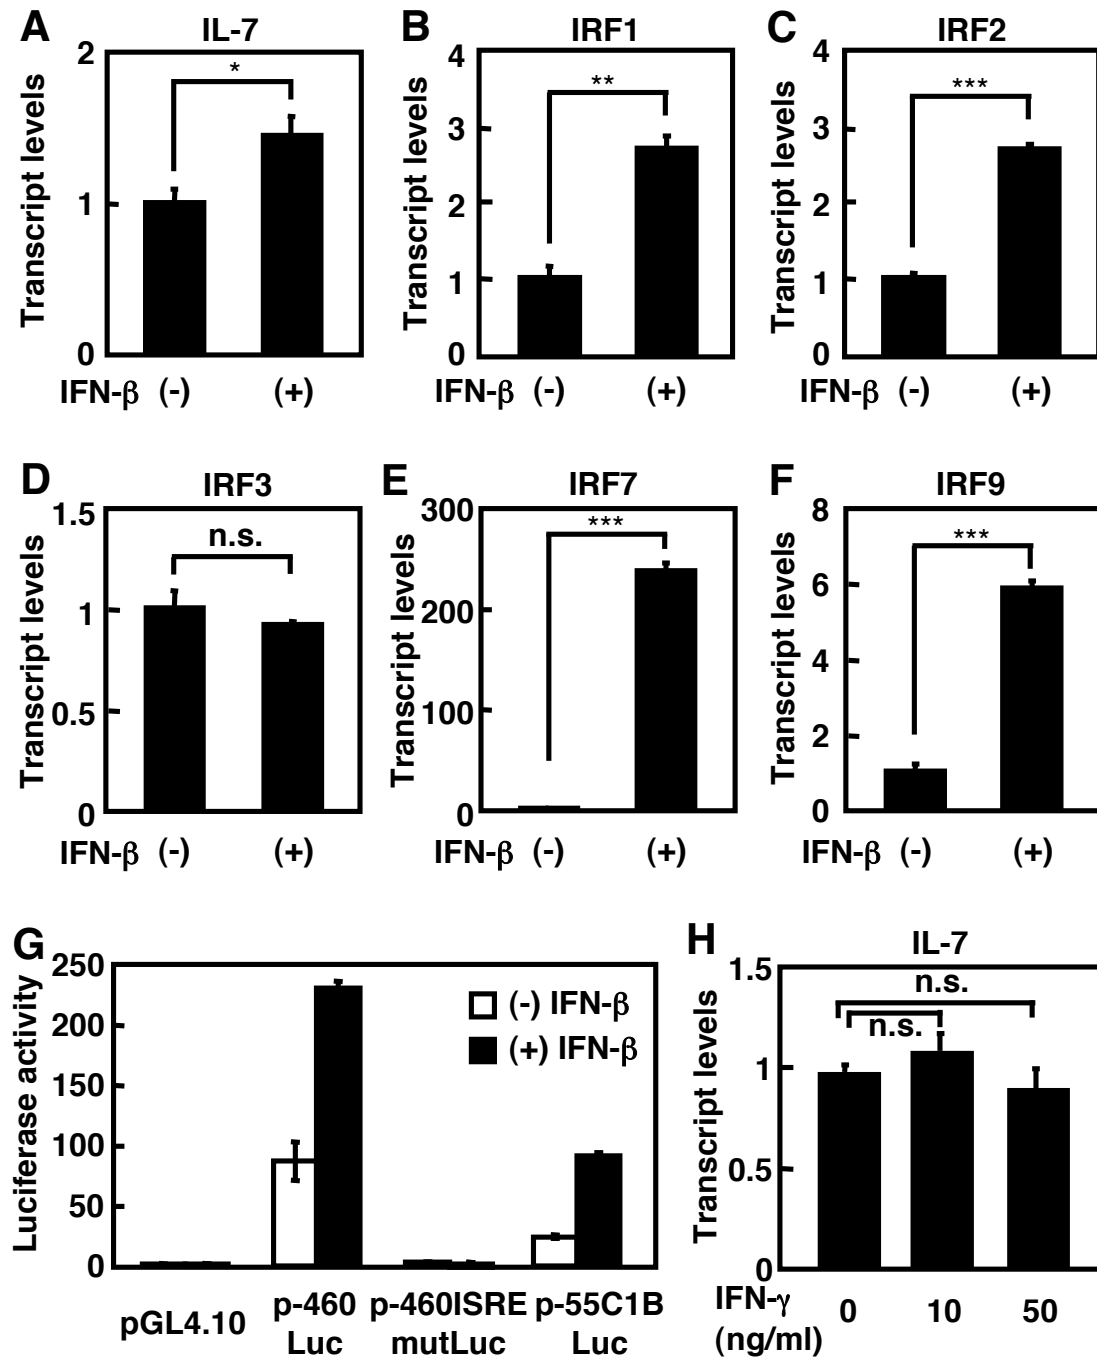 A IL-7
Transcript levels
2
1
0
*
IFN-β (-) (+)
B IRF1
Transcript levels
4
3
2
1
0
**
IFN-β (-) (+)
C IRF2
Transcript levels
4
3
2
1
0
***
IFN-β (-) (+)
D IRF3
Transcript levels
1.5
1
0.5
0
n.s.
IFN-β (-) (+)
E IRF7
Transcript levels
300
200
100
0
***
IFN-β (-) (+)
F IRF9
Transcript levels
8
6
4
2
0
***
IFN-β (-) (+)
G
Luciferase activity
250
200
150
100
50
0
(-) IFN-β
(+) IFN-β
pGL4.10
p-460
Luc
p-460ISRE
mutLuc
p-55C1B
Luc
H IL-7
Transcript levels
1.5
1
0.5
0
n.s.
n.s.
IFN-γ 0 10 50
(ng/ml)